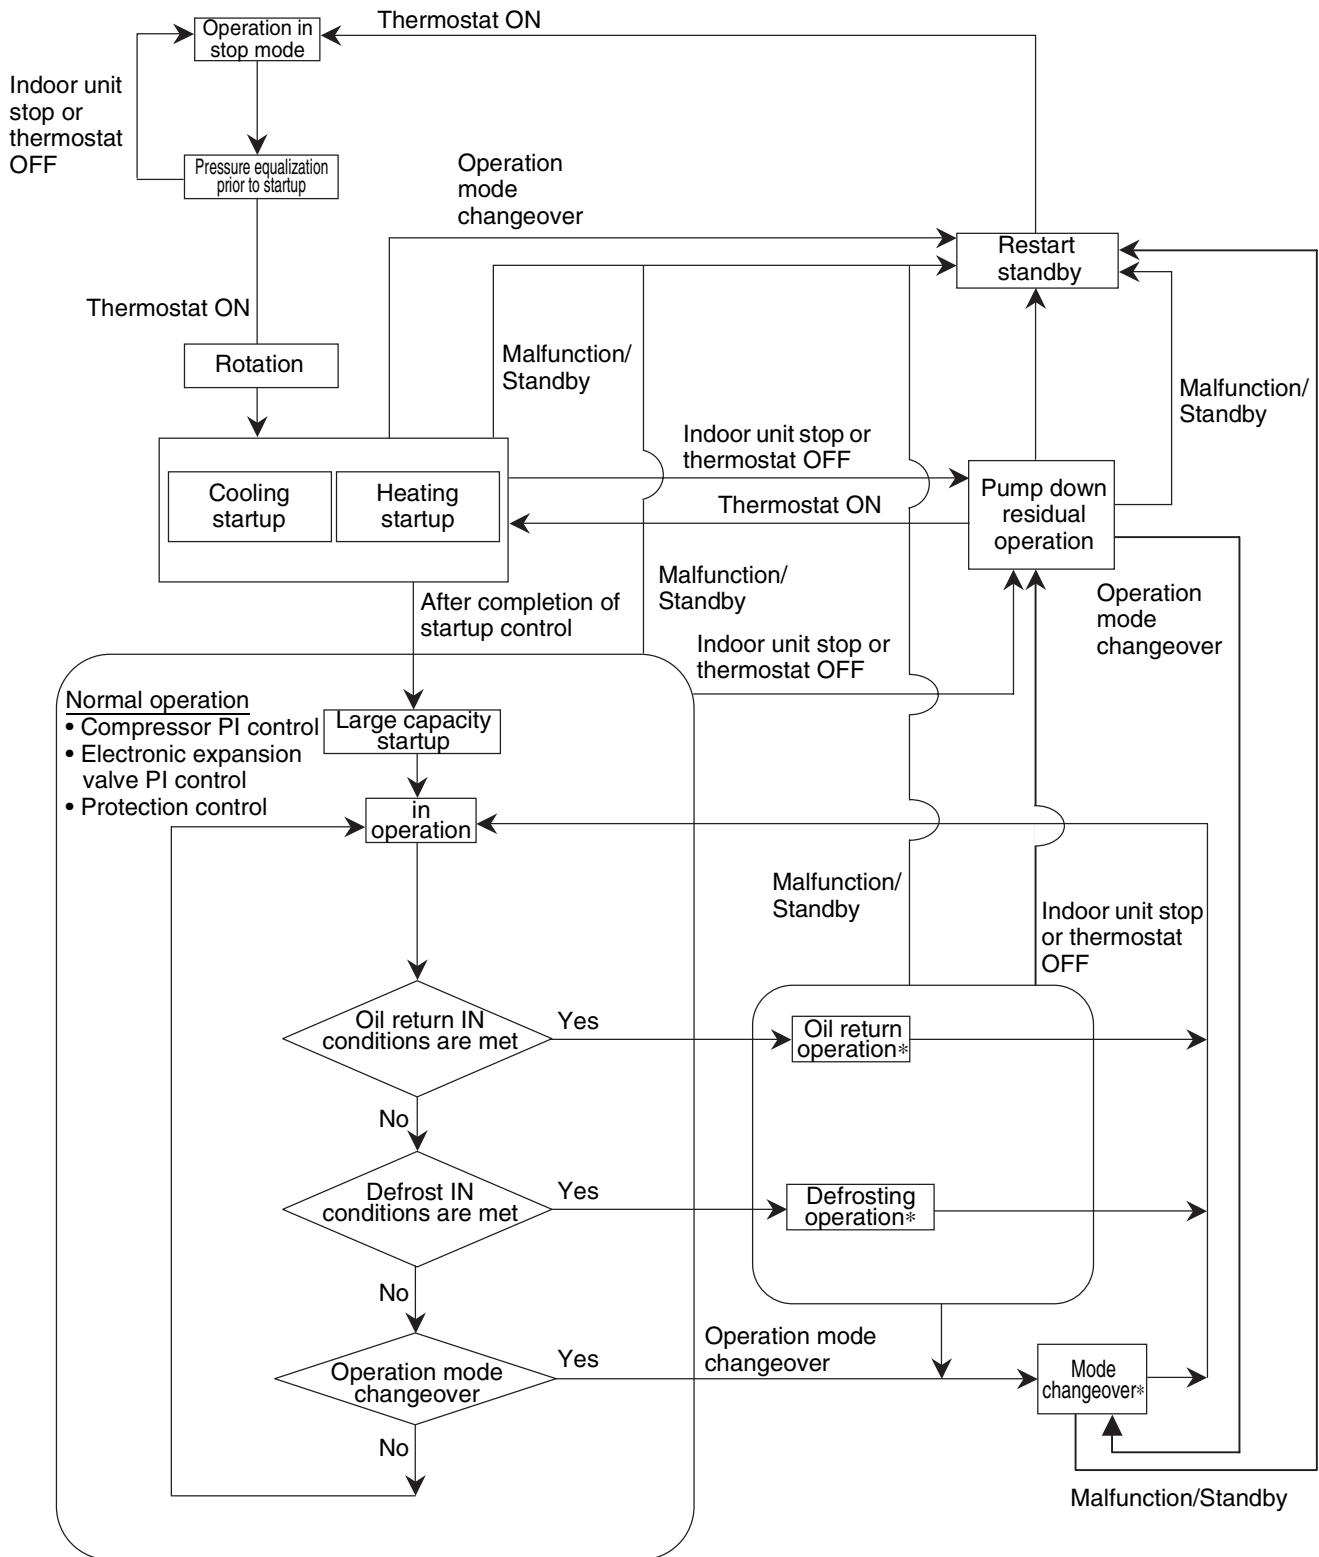 Thermostat ON
Operation in
stop mode
Indoor unit
stop or
thermostat
OFF
Pressure equalization
prior to startup
Operation
mode
changeover
Restart
standby
Thermostat ON
Rotation
Malfunction/
Standby
Malfunction/
Standby
Indoor unit stop or
thermostat OFF
Cooling
startup
Heating
startup
Thermostat ON
Pump down
residual
operation
Malfunction/
Standby
After completion of
startup control
Operation
mode
changeover
Indoor unit stop or
thermostat OFF
Normal operation
• Compressor PI control
• Electronic expansion
valve PI control
• Protection control
Large capacity
startup
in
operation
Malfunction/
Standby
Indoor unit stop
or thermostat
OFF
Oil return IN
conditions are met
Yes
Oil return
operation*
No
Defrost IN
conditions are met
Yes
Defrosting
operation*
No
Operation mode
changeover
Yes
Operation mode
changeover
Mode
changeover*
No
Malfunction/Standby